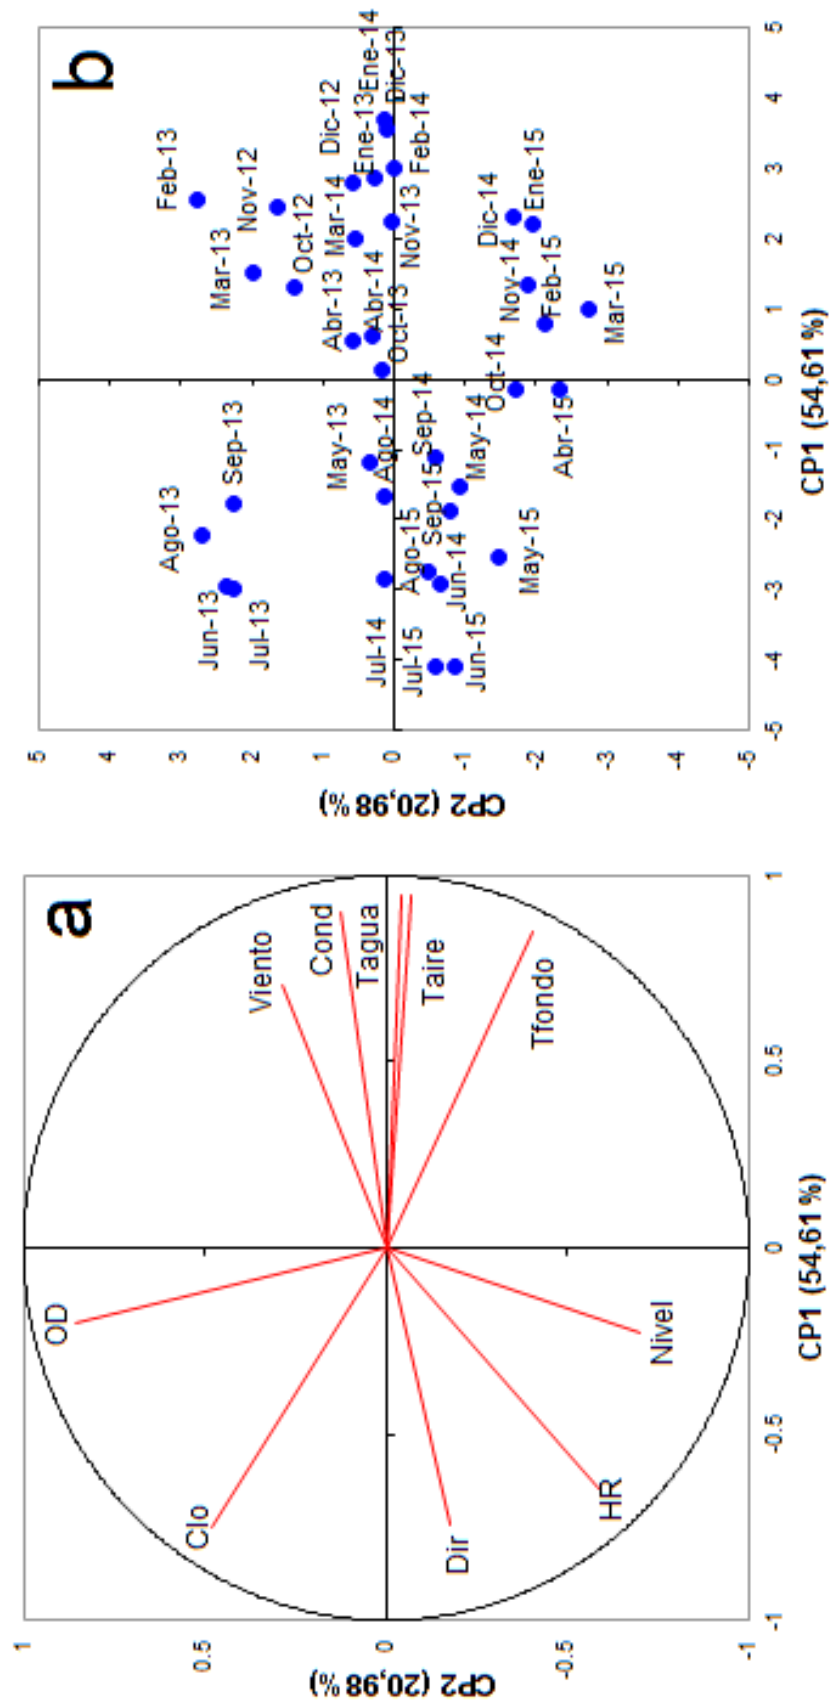 a
CP2 (20,98 %)
1
0.5
0
-0.5
-1
OD
Clo
Viento
Cond
Tagua
Taire
Tfondo
Dir
HR
Nivel
-1
-0.5
0
0.5
1
CP1 (54,61 %)
b
CP2 (20,98 %)
5
4
3
2
1
0
-1
-2
-3
-4
-5
Ago-13
Sep-13
Jun-13
Jul-13
Feb-13
Mar-13
Nov-12
Oct-12
May-13
Abr-13
Mar-14
Dic-12
Ene-13
Ene-14
Dic-13
Jul-14
Ago-14
Abr-14
Oct-13
Nov-13
Feb-14
Jul-15
Ago-15
Sep-15
Sep-14
Jun-15
Jun-14
May-14
May-15
Oct-14
Nov-14
Dic-14
Ene-15
Abr-15
Feb-15
Mar-15
-5
-4
-3
-2
-1
0
1
2
3
4
5
CP1 (54,61 %)